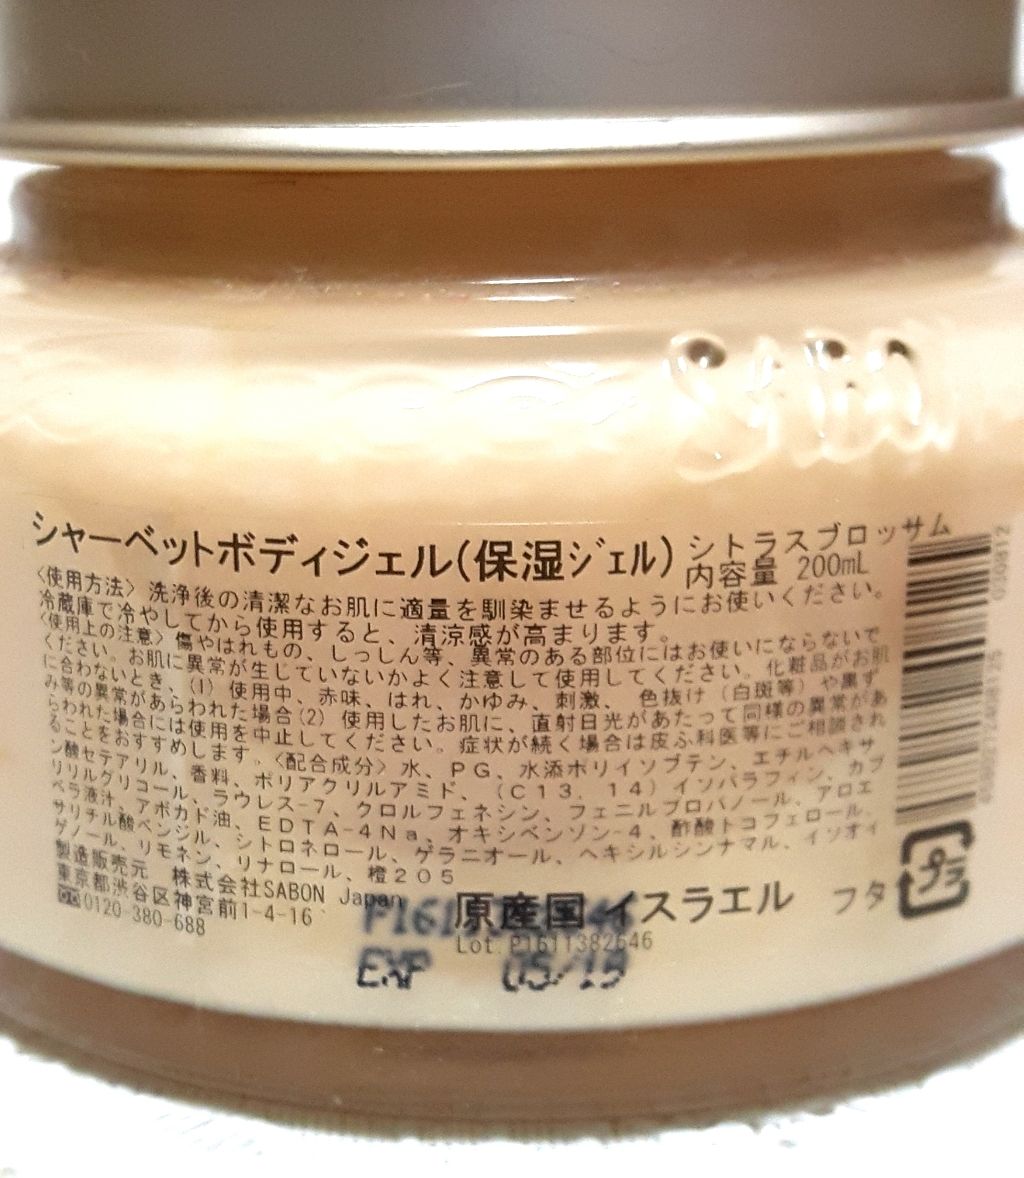 SABON
シャーベットボディジェル(保湿ｼﾞｪﾙ) シトラスブロッサム
内容量 200mL
〈使用方法〉洗浄後の清潔なお肌に適量を馴染ませるようにお使いください。
冷蔵庫で冷やしてから使用すると、清涼感が高まります。
〈使用上の注意〉傷やはれもの、しっしん等、異常のある部位にはお使いにならないで
ください。お肌に異常が生じていないかよく注意して使用してください。化粧品がお肌
に合わないとき、(1) 使用中、赤味、はれ、かゆみ、刺激、色抜け(白斑等)や黒ず
み等の異常があらわれた場合(2) 使用したお肌に、直射日光があたって同様の異常があ
らわれた場合には使用を中止してください。症状が続く場合は皮ふ科医等にご相談され
ることをおすすめします。〈配合成分〉水、PG、水添ポリイソブテン、エチルヘキサ
ン酸セテアリル、香料、ポリアクリルアミド、(C13, 14)イソパラフィン、カプ
リリルグリコール、ラウレス-7、クロルフェネシン、フェニルプロパノール、アロエ
ベラ液汁、アボカド油、EDTA-4Na、オキシベンゾン-4、酢酸トコフェロール、
サリチル酸ベンジル、シトロネロール、ゲラニオール、ヘキシルシンナマル、イソオイ
ゲノール、リモネン、リナロール、橙205
製造販売元 株式会社SABON Japan
東京都渋谷区神宮前1-4-16
0120-380-688
原産国 イスラエル
Lot. P1611382646
EXP 05/19
フタ
プラ